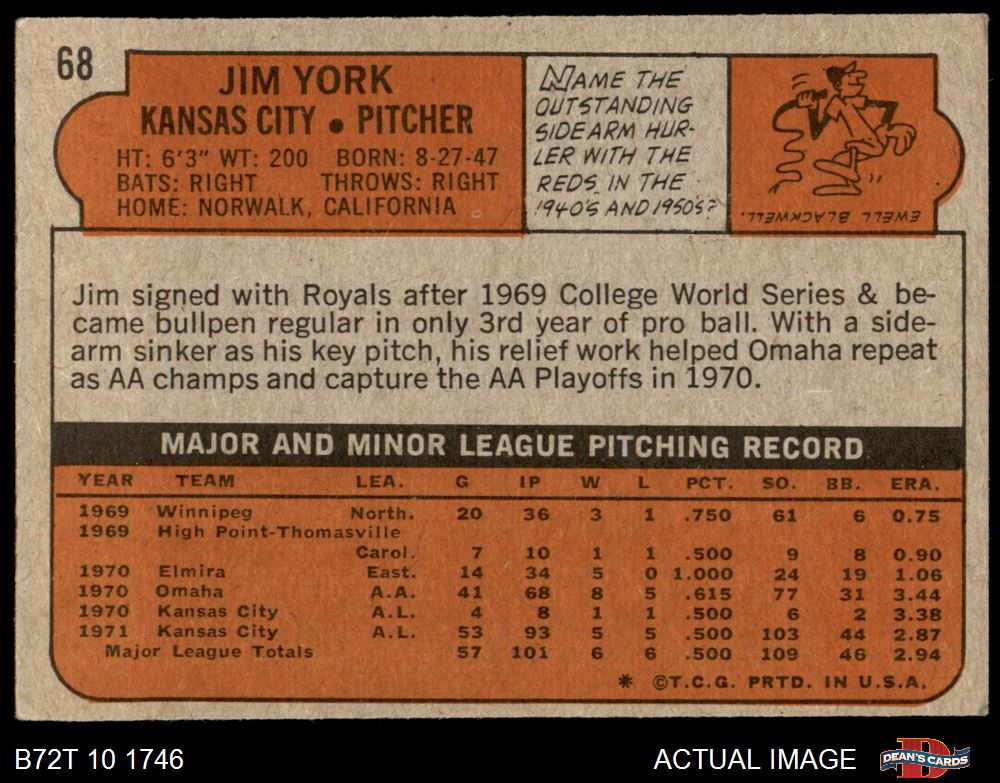 68
JIM YORK
KANSAS CITY • PITCHER
HT: 6'3" WT: 200 BORN: 8-27-47
BATS: RIGHT THROWS: RIGHT
HOME: NORWALK, CALIFORNIA
NAME THE
OUTSTANDING
SIDEARM HUR-
LER WITH THE
REDS IN THE
1940'S AND 1950'S?
EWELL BLACKWELL.
Jim signed with Royals after 1969 College World Series & be-
came bullpen regular in only 3rd year of pro ball. With a side-
arm sinker as his key pitch, his relief work helped Omaha repeat
as AA champs and capture the AA Playoffs in 1970.
MAJOR AND MINOR LEAGUE PITCHING RECORD
YEAR TEAM LEA. G IP W L PCT. SO. BB. ERA.
1969 Winnipeg North. 20 36 3 1 .750 61 6 0.75
1969 High Point-Thomasville
Carol. 7 10 1 1 .500 9 8 0.90
1970 Elmira East. 14 34 5 0 1.000 24 19 1.06
1970 Omaha A.A. 41 68 8 5 .615 77 31 3.44
1970 Kansas City A.L. 4 8 1 1 .500 6 2 3.38
1971 Kansas City A.L. 53 93 5 5 .500 103 44 2.87
Major League Totals 57 101 6 6 .500 109 46 2.94
* ©T.C.G. PRTD. IN U.S.A.
B72T 10 1746 ACTUAL IMAGE DEAN'S CARDS